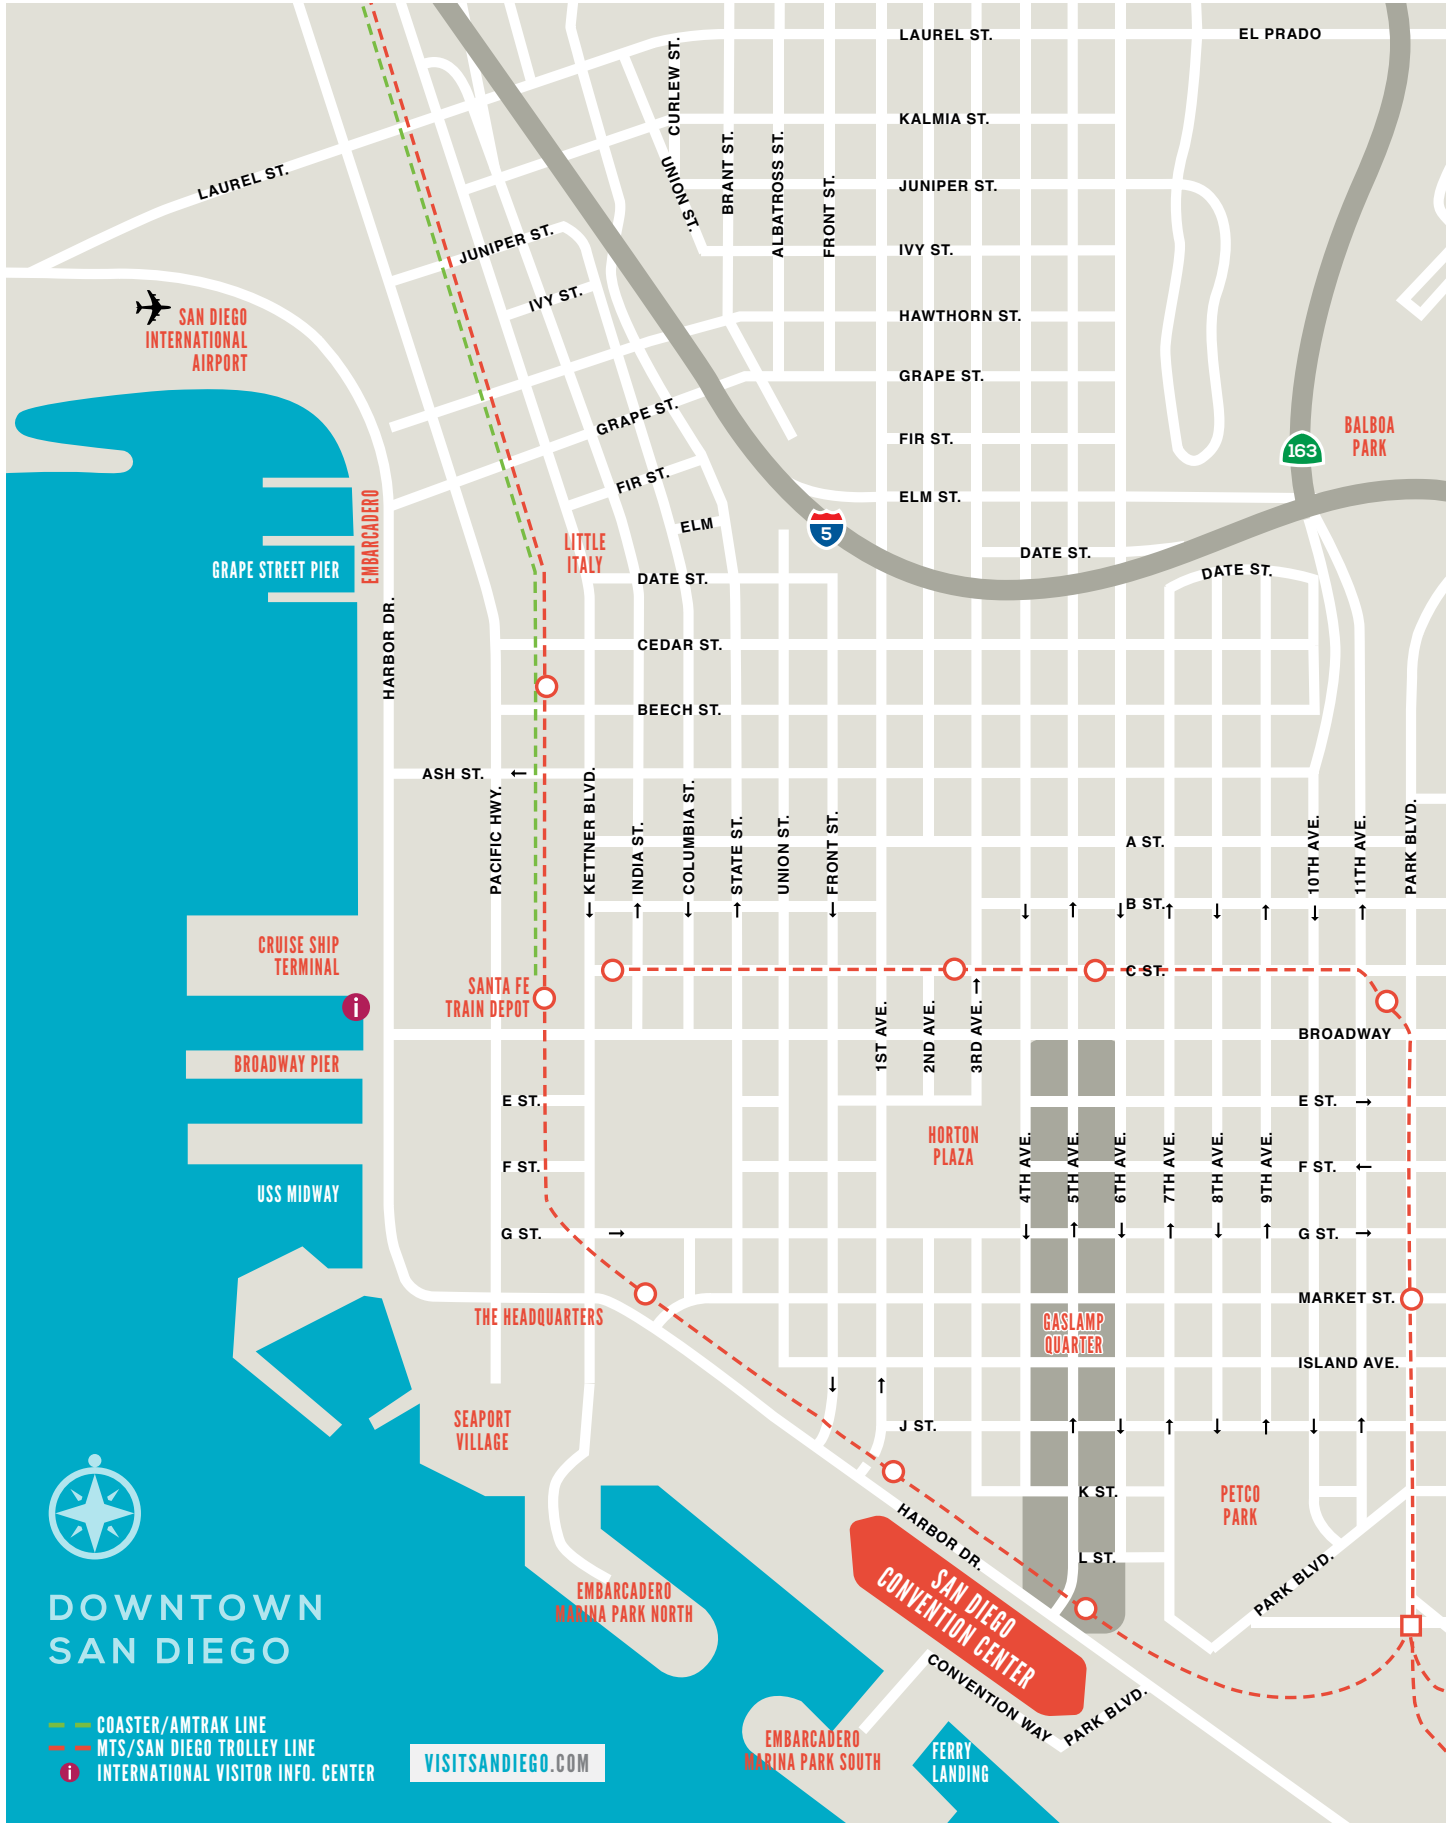 LAUREL ST.
EL PRADO
CURLEW ST.
KALMIA ST.
BRANT ST.
ALBATROSS ST.
UNION ST.
FRONT ST.
LAUREL ST.
JUNIPER ST.
JUNIPER ST.
IVY ST.
IVY ST.
SAN DIEGO
INTERNATIONAL
AIRPORT
HAWTHORN ST.
GRAPE ST.
GRAPE ST.
FIR ST.
BALBOA
PARK
163
FIR ST.
ELM ST.
ELM
5
EMBARCADERO
GRAPE STREET PIER
LITTLE
ITALY
DATE ST.
DATE ST.
DATE ST.
HARBOR DR.
CEDAR ST.
BEECH ST.
ASH ST.
PACIFIC HWY.
KETTNER BLVD.
INDIA ST.
COLUMBIA ST.
STATE ST.
UNION ST.
FRONT ST.
A ST.
10TH AVE.
11TH AVE.
PARK BLVD.
B ST.
CRUISE SHIP
TERMINAL
C ST.
SANTA FE
TRAIN DEPOT
i
1ST AVE.
2ND AVE.
3RD AVE.
BROADWAY
BROADWAY PIER
E ST.
E ST.
HORTON
PLAZA
4TH AVE.
5TH AVE.
6TH AVE.
7TH AVE.
8TH AVE.
9TH AVE.
F ST.
F ST.
USS MIDWAY
G ST.
G ST.
THE HEADQUARTERS
MARKET ST.
GASLAMP
QUARTER
ISLAND AVE.
SEAPORT
VILLAGE
J ST.
K ST.
PETCO
PARK
HARBOR DR.
L ST.
PARK BLVD.
SAN DIEGO
CONVENTION CENTER
EMBARCADERO
MARINA PARK NORTH
CONVENTION WAY
PARK BLVD.
EMBARCADERO
MARINA PARK SOUTH
FERRY
LANDING
DOWNTOWN
SAN DIEGO
COASTER/AMTRAK LINE
MTS/SAN DIEGO TROLLEY LINE
i INTERNATIONAL VISITOR INFO. CENTER
VISITSANDIEGO.COM